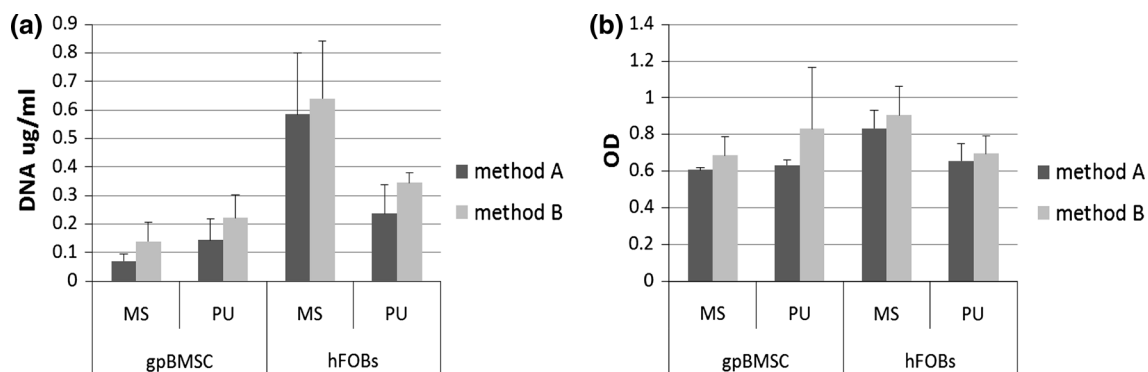 (a)
DNA ug/ml
0.9
0.8
0.7
0.6
0.5
0.4
0.3
0.2
0.1
0
MS PU MS PU
gpBMSC hFOBs
method A
method B
(b)
OD
1.4
1.2
1
0.8
0.6
0.4
0.2
0
MS PU MS PU
gpBMSC hFOBs
method A
method B